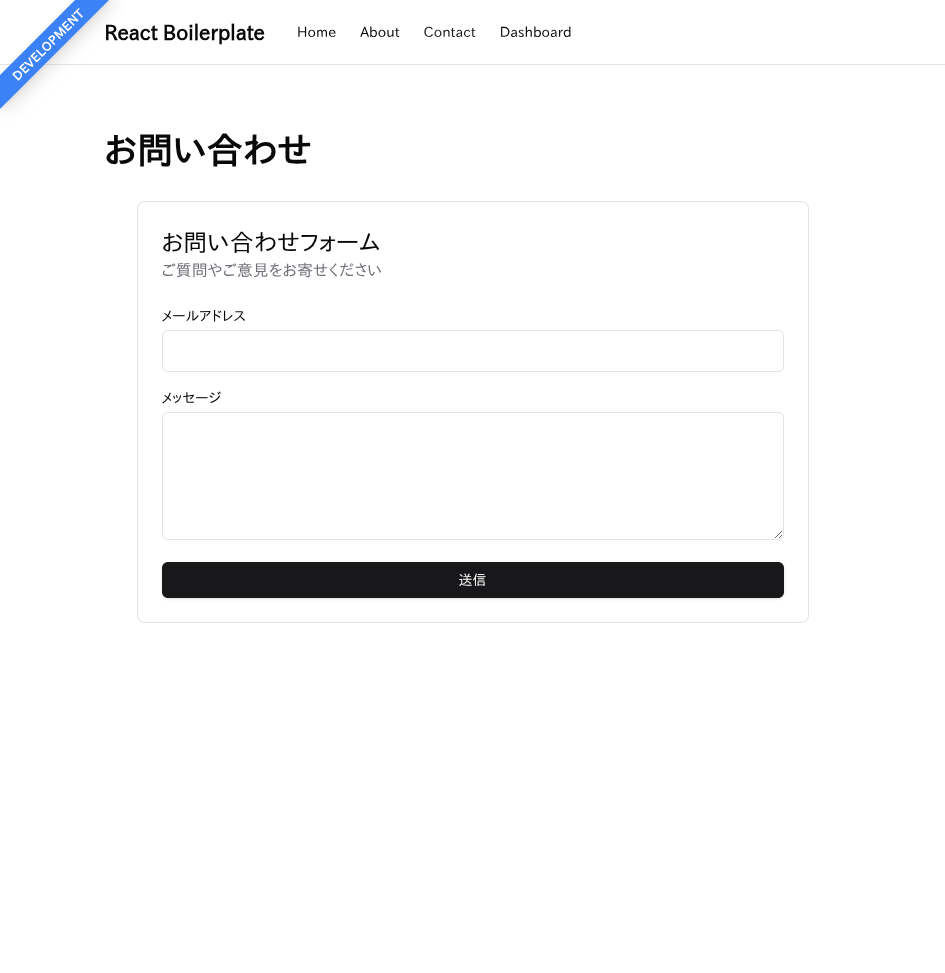 DEVELOPMENT
React Boilerplate Home About Contact Dashboard
お問い合わせ
お問い合わせフォーム
ご質問やご意見をお寄せください
メールアドレス
メッセージ
送信